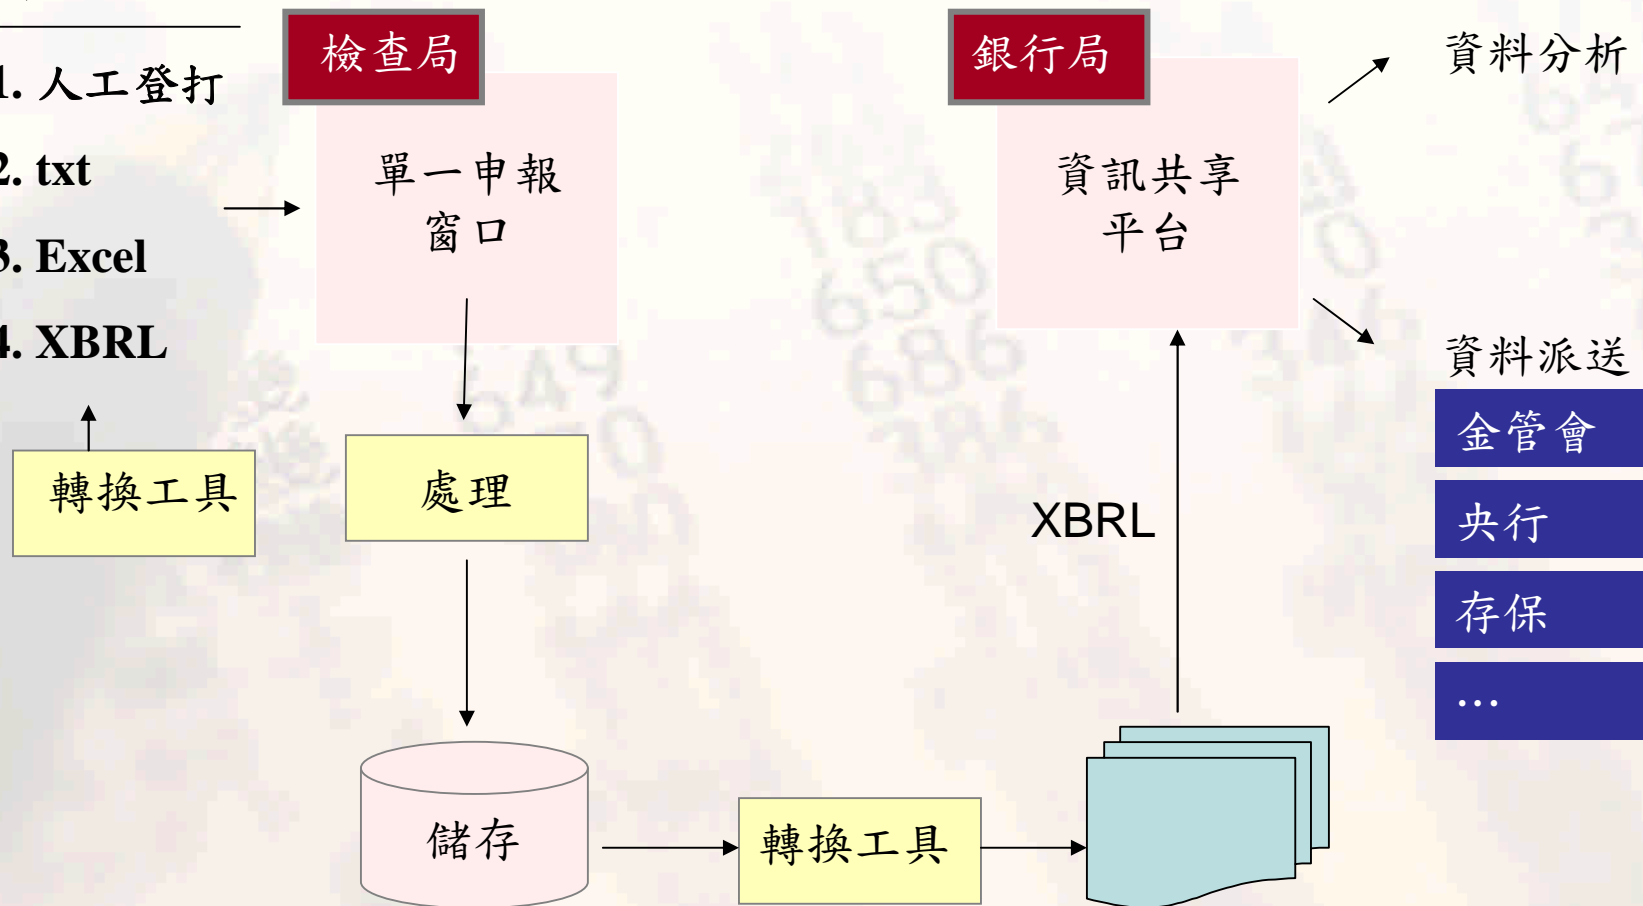 1. 人工登打
2. txt
3. Excel
4. XBRL
轉換工具
檢查局
單一申報
窗口
處理
儲存
轉換工具
XBRL
銀行局
資訊共享
平台
資料分析
資料派送
金管會
央行
存保
…